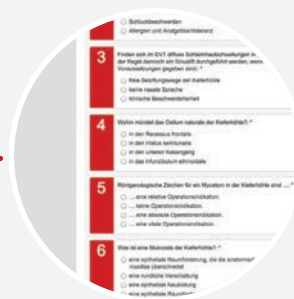 Schluckbeschwerden
Allergien und Analgetikaintoleranz
3
Finden sich im DVT diffuse Schleimhautschwellungen in
der Regel dennoch ein Sinuslift durchgeführt werden, wenn
Voraussetzungen gegeben sind: *
freie Belüftungswege der Kieferhöhle
keine nasale Sprache
klinische Beschwerdefreiheit
4
Wohin mündet das Ostium naturale der Kieferhöhle?: *
in den Recessus frontalis
in den Hiatus semilunaris
in den unteren Nasengang
in das Infundibulum ethmoidale
5
Röntgenologische Zeichen für ein Mycetom in der Kieferhöhle sind ....: *
... eine relative Operationsindikation.
... keine Operationsindikation.
... eine absolute Operationsindikation.
... eine vitale Operationsindikation.
6
Was ist eine Mukozele der Kieferhöhle?: *
eine epitheliale Raumforderung, die die
maxillae überschreitet
eine rundliche Verschattung
eine epitheliale Neubildung
eine epitheliale